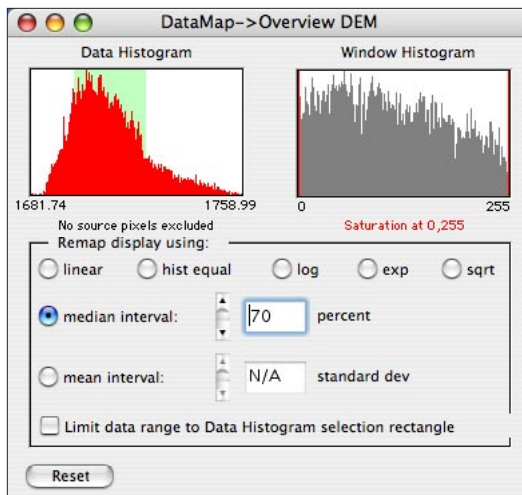 DataMap->Overview DEM
Data Histogram
Window Histogram
1681.74 1758.99
0 255
No source pixels excluded
Saturation at 0,255
Remap display using:
linear hist equal log exp sqrt
median interval: 70 percent
mean interval: N/A standard dev
Limit data range to Data Histogram selection rectangle
Reset